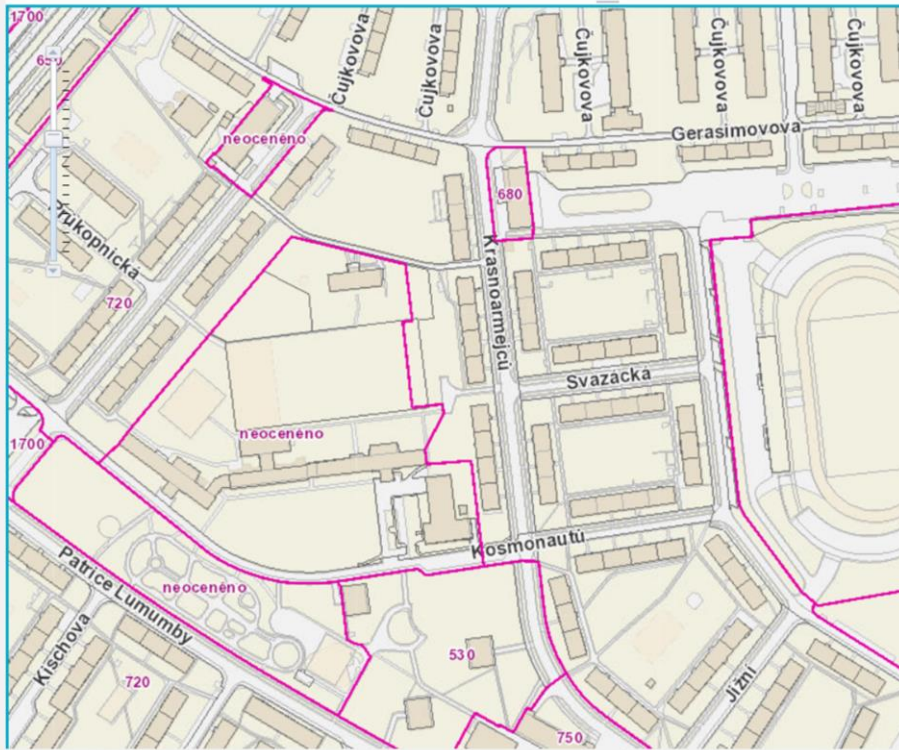 1700
650
Čujkovova
Čujkovova
Čujkovova
Čujkovova
Čujkovova
Gerasimovova
neoceněno
680
Průkopnická
720
Krasnoarmejců
Svazácká
neoceněno
1700
Kosmonautů
neoceněno
Patrice Lumumby
Kischova
530
720
Jižní
750